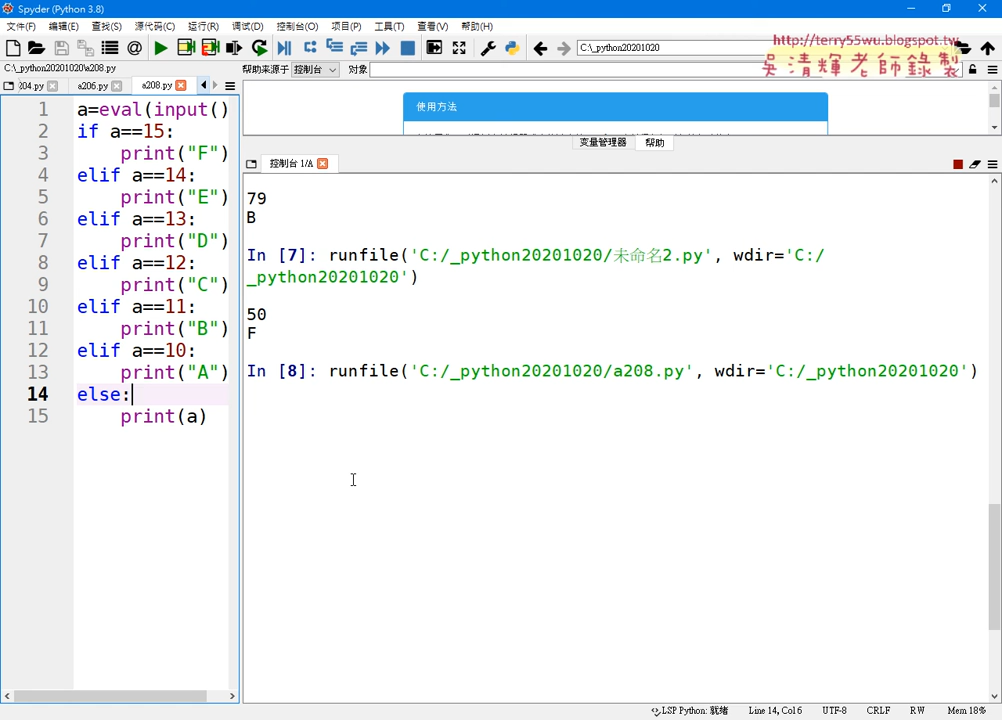 Spyder (Python 3.8)
文件(F) 编辑(E) 查找(S) 源代码(C) 运行(R) 调试(D) 控制台(O) 项目(P) 工具(T) 查看(V) 帮助(H)
C:\_python20201020
http://terry55wu.blogspot.tw
吳清輝老師錄製
C:\_python20201020\a208.py
帮助来源于 控制台 对象
204.py a206.py a208.py
使用方法
变量管理器 帮助
控制台 1/A
1 a=eval(input()
2 if a==15:
3 print("F")
4 elif a==14:
5 print("E")
6 elif a==13:
7 print("D")
8 elif a==12:
9 print("C")
10 elif a==11:
11 print("B")
12 elif a==10:
13 print("A")
14 else:
15 print(a)
79
B
In [7]: runfile('C:/_python20201020/未命名2.py', wdir='C:/
_python20201020')
50
F
In [8]: runfile('C:/_python20201020/a208.py', wdir='C:/_python20201020')
LSP Python: 就绪 Line 14, Col 6 UTF-8 CRLF RW Mem 18%